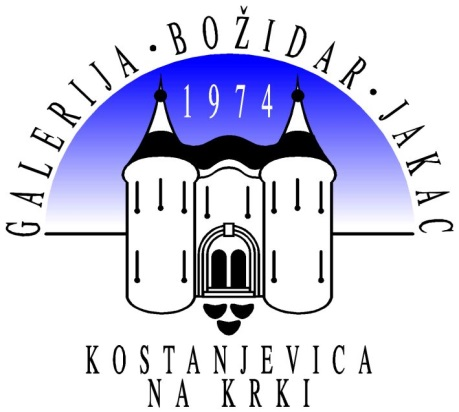 GALERIJA·BOŽIDAR·JAKAC
1974
KOSTANJEVICA
NA KRKI